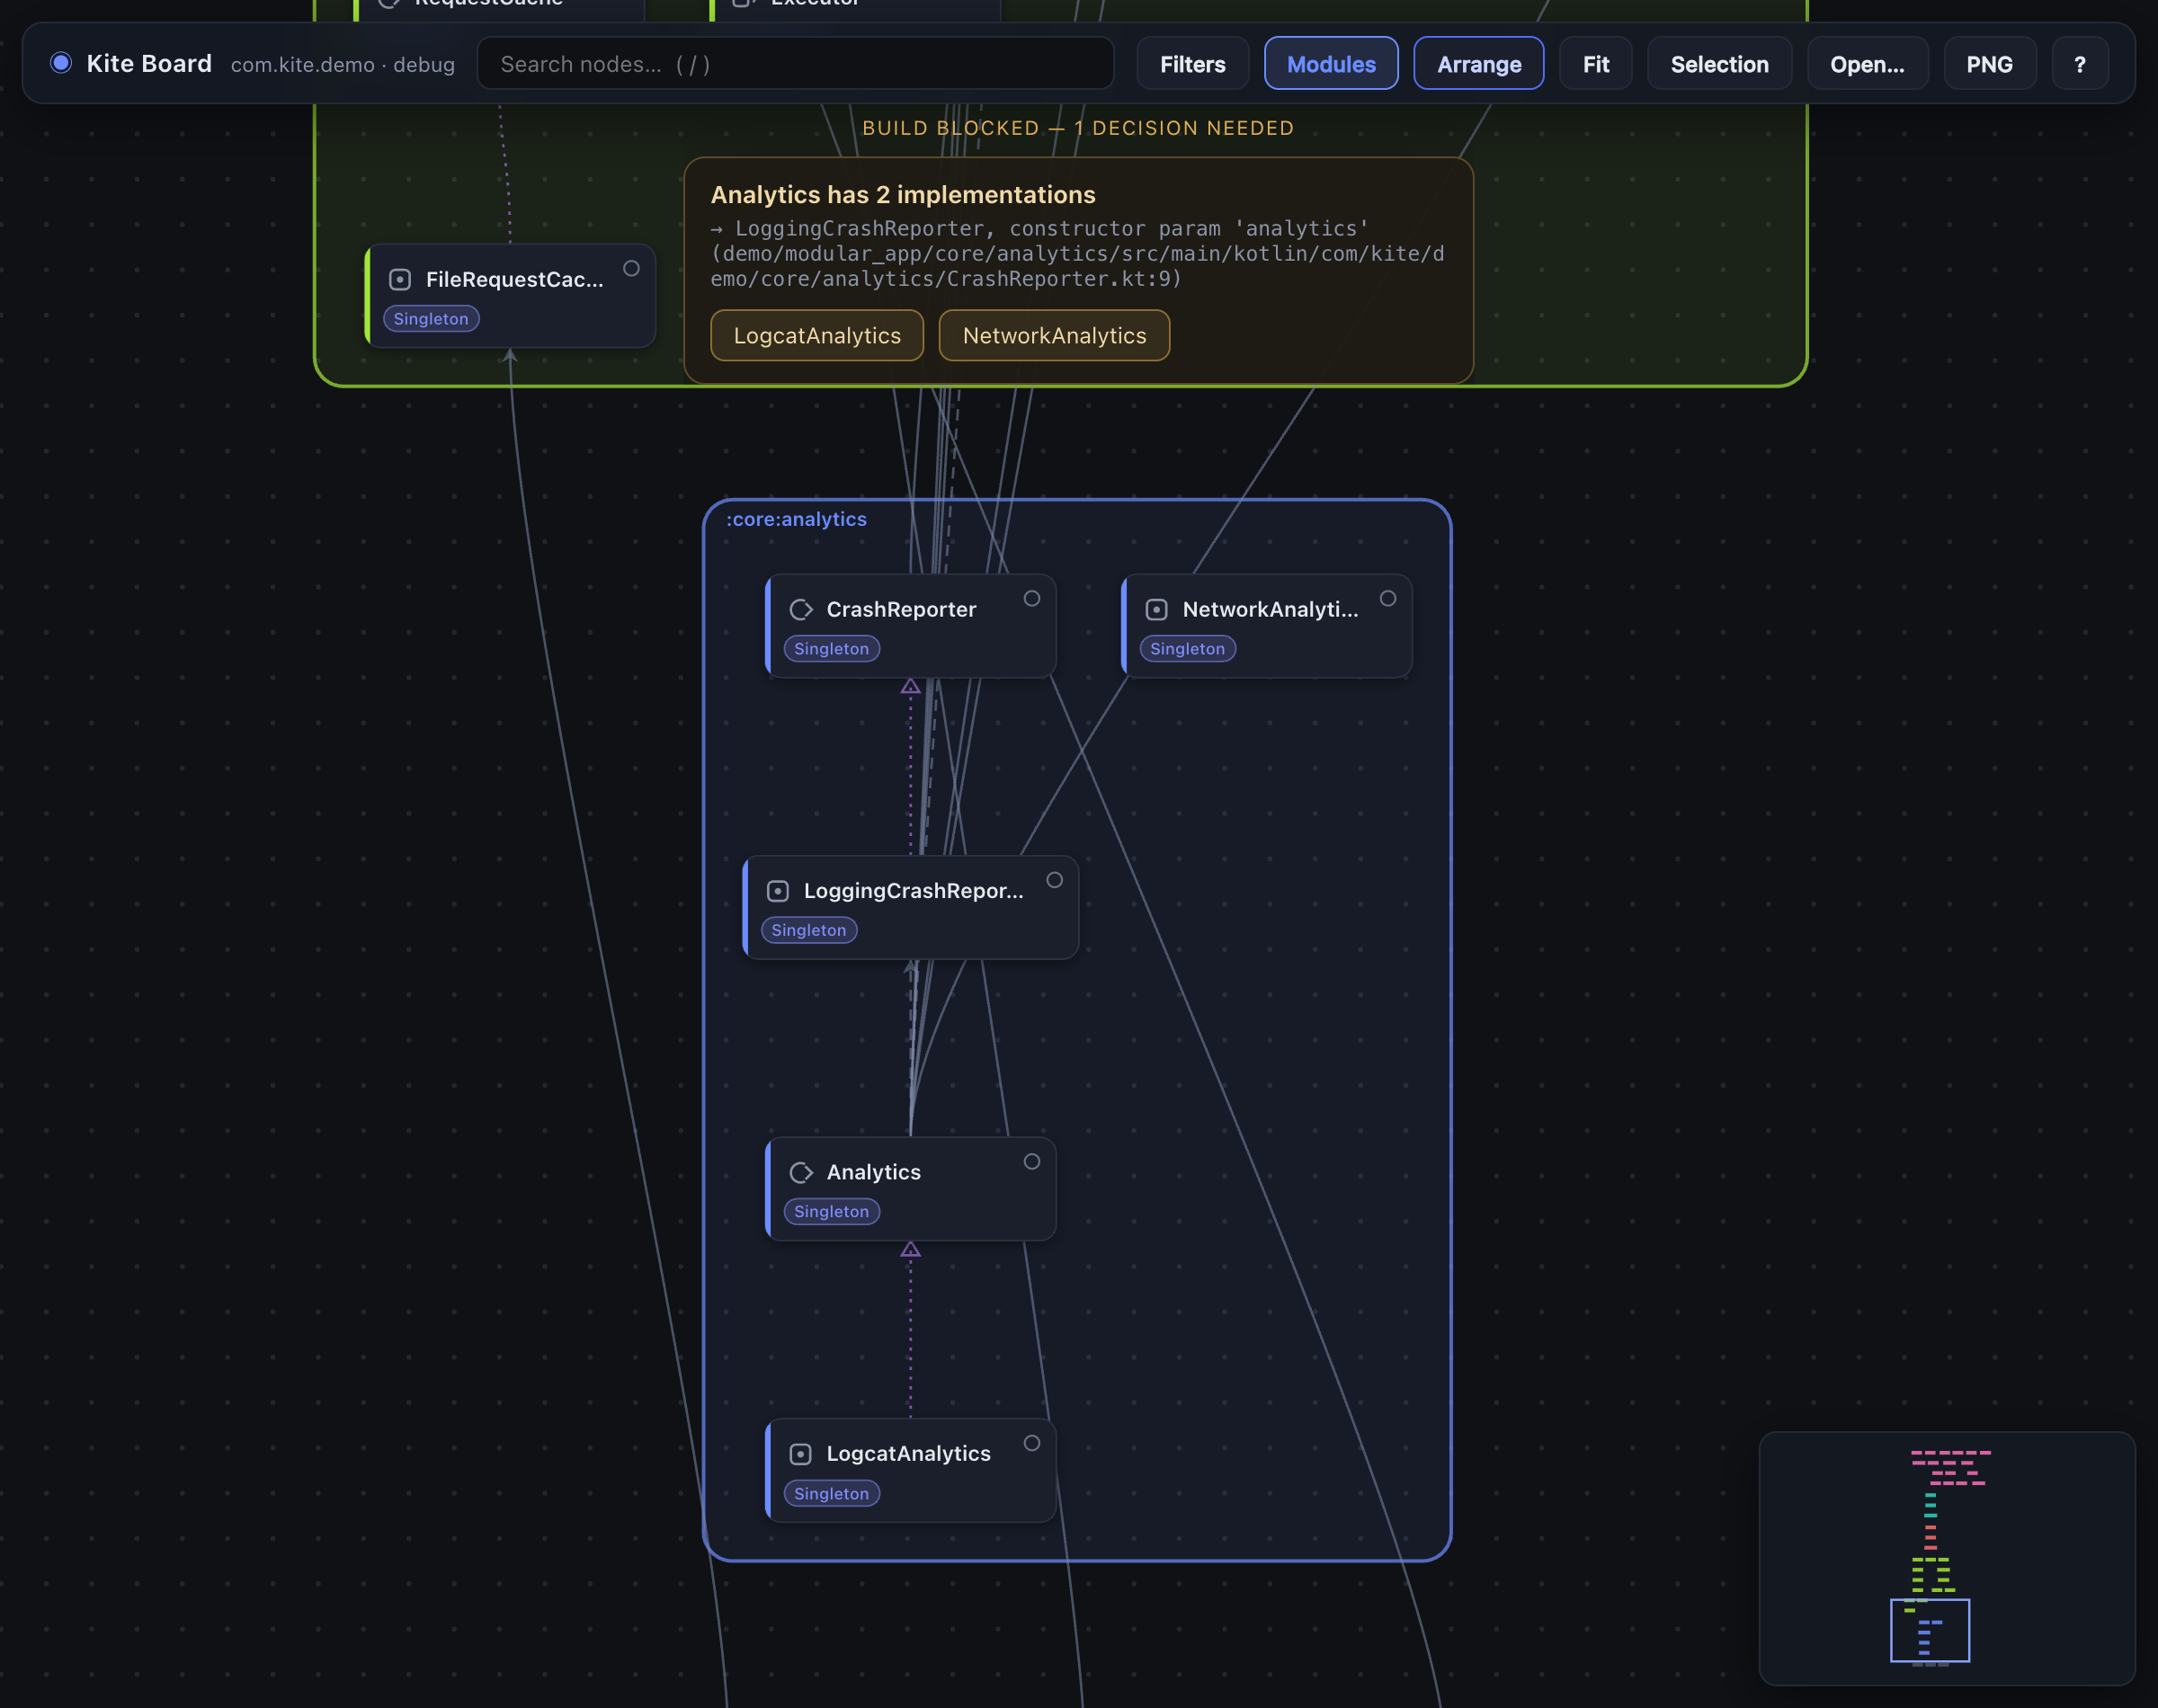 RequestCache
Executor
Kite Board
com.kite.demo · debug
Search nodes... ( / )
Filters
Modules
Arrange
Fit
Selection
Open...
PNG
?
BUILD BLOCKED — 1 DECISION NEEDED
Analytics has 2 implementations
→ LoggingCrashReporter, constructor param 'analytics'
(demo/modular_app/core/analytics/src/main/kotlin/com/kite/d
emo/core/analytics/CrashReporter.kt:9)
LogcatAnalytics
NetworkAnalytics
FileRequestCac...
Singleton
:core:analytics
CrashReporter
Singleton
NetworkAnalyti...
Singleton
LoggingCrashRepor...
Singleton
Analytics
Singleton
LogcatAnalytics
Singleton